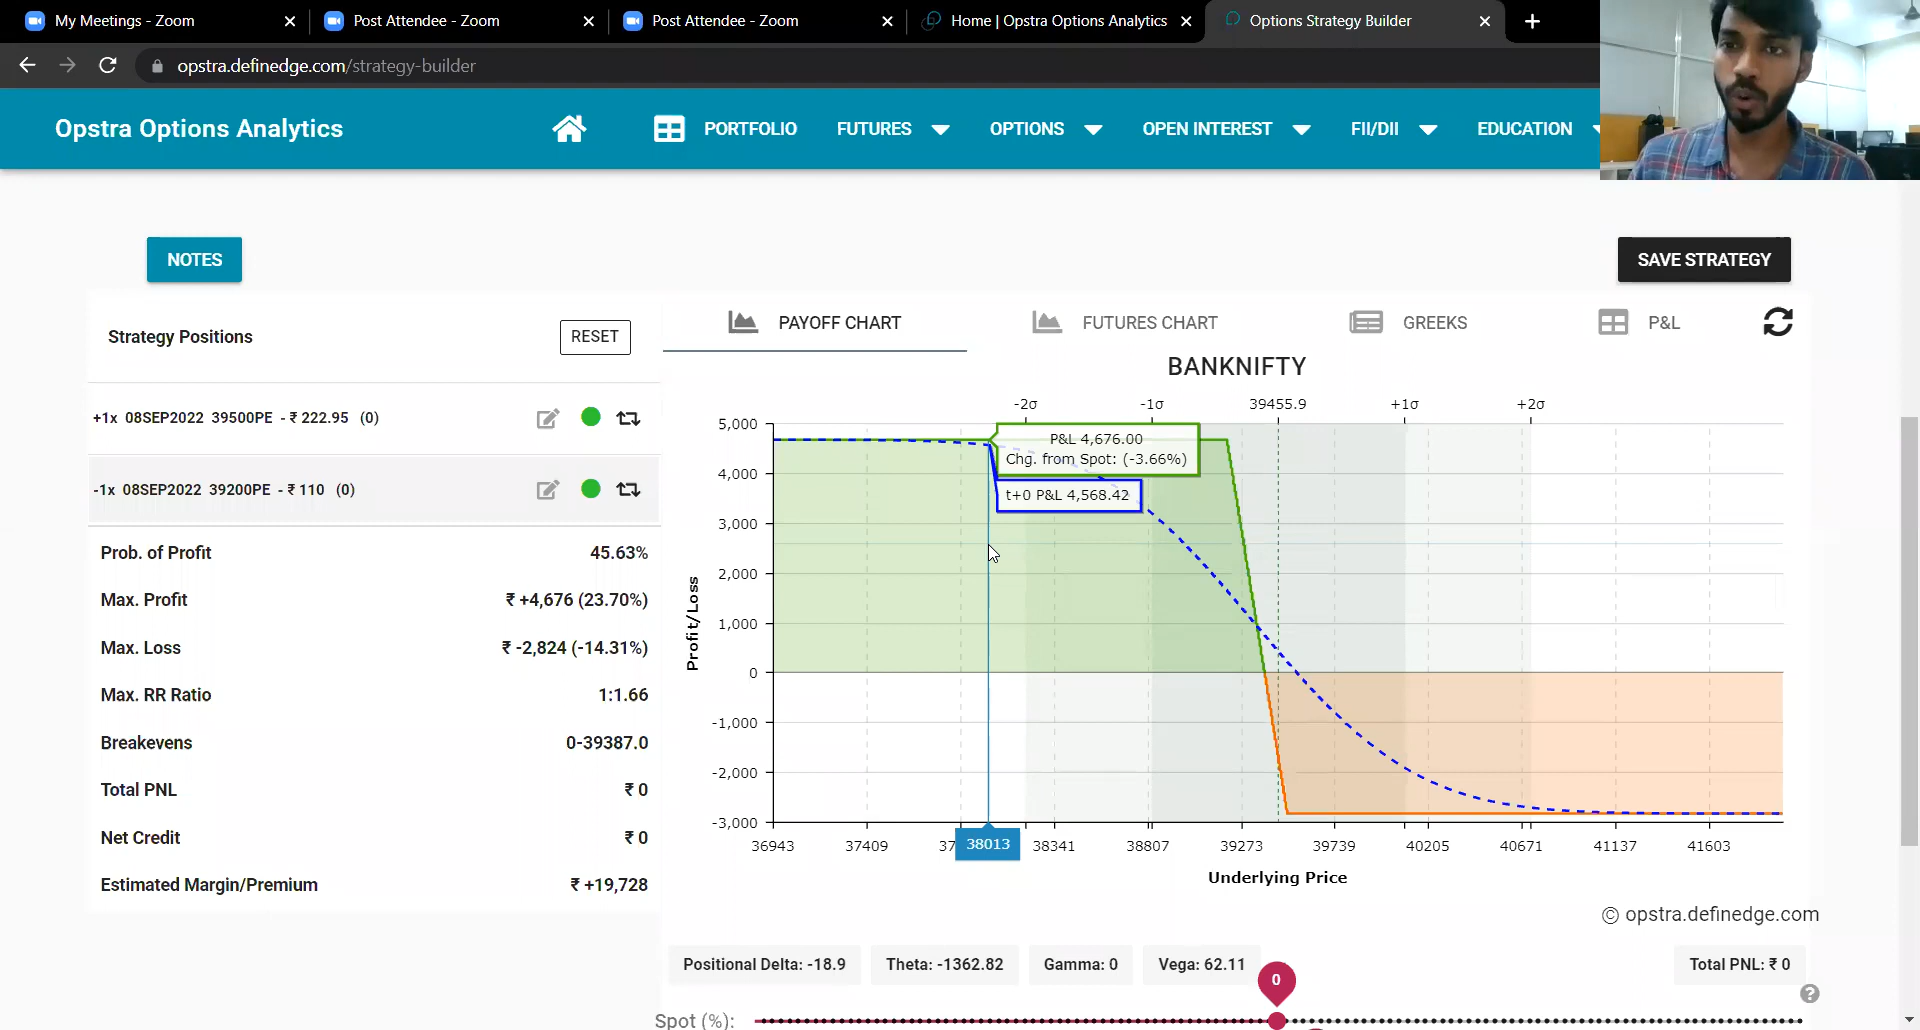 My Meetings - Zoom
Post Attendee - Zoom
Post Attendee - Zoom
Home | Opstra Options Analytics
Options Strategy Builder
opstra.definedge.com/strategy-builder
Opstra Options Analytics
PORTFOLIO
FUTURES
OPTIONS
OPEN INTEREST
FII/DII
EDUCATION
NOTES
SAVE STRATEGY
Strategy Positions
RESET
PAYOFF CHART
FUTURES CHART
GREEKS
P&L
BANKNIFTY
+1x 08SEP2022 39500PE - ₹ 222.95 (0)
-1x 08SEP2022 39200PE - ₹ 110 (0)
Prob. of Profit 45.63%
Max. Profit ₹ +4,676 (23.70%)
Max. Loss ₹ -2,824 (-14.31%)
Max. RR Ratio 1:1.66
Breakevens 0-39387.0
Total PNL ₹ 0
Net Credit ₹ 0
Estimated Margin/Premium ₹ +19,728
-2σ -1σ 39455.9 +1σ +2σ
5,000
4,000
3,000
2,000
1,000
0
-1,000
-2,000
-3,000
Profit/Loss
P&L 4,676.00
Chg. from Spot: (-3.66%)
t+0 P&L 4,568.42
36943 37409 38013 38341 38807 39273 39739 40205 40671 41137 41603
Underlying Price
© opstra.definedge.com
Positional Delta: -18.9
Theta: -1362.82
Gamma: 0
Vega: 62.11
Total PNL: ₹ 0
0
Spot (%):